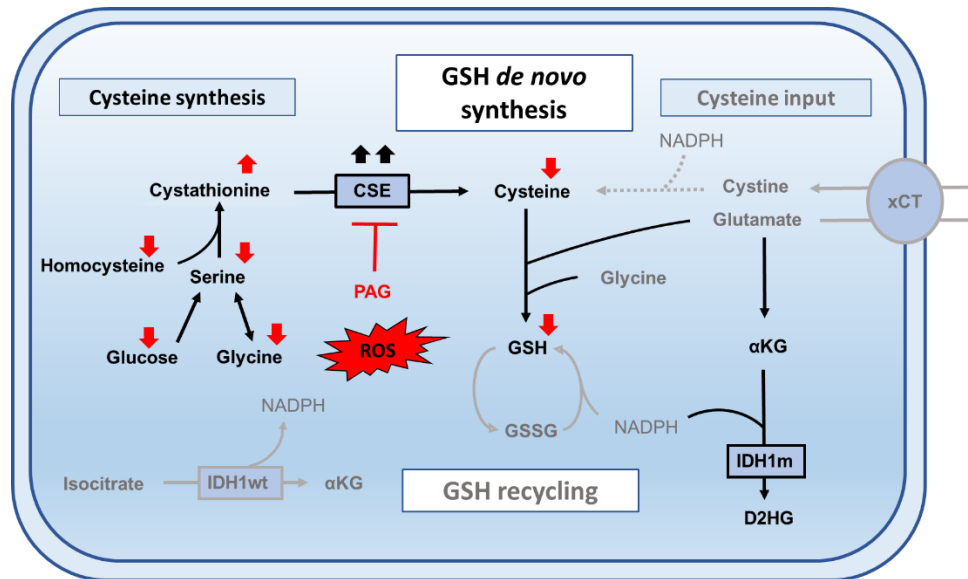 GSH de novo
synthesis
Cysteine synthesis
Cysteine input
NADPH
Cystathionine
CSE
Cysteine
Cystine
xCT
Glutamate
Homocysteine
Serine
Glycine
PAG
Glucose
Glycine
ROS
GSH
αKG
NADPH
GSSG
NADPH
IDH1m
Isocitrate
IDH1wt
αKG
GSH recycling
D2HG